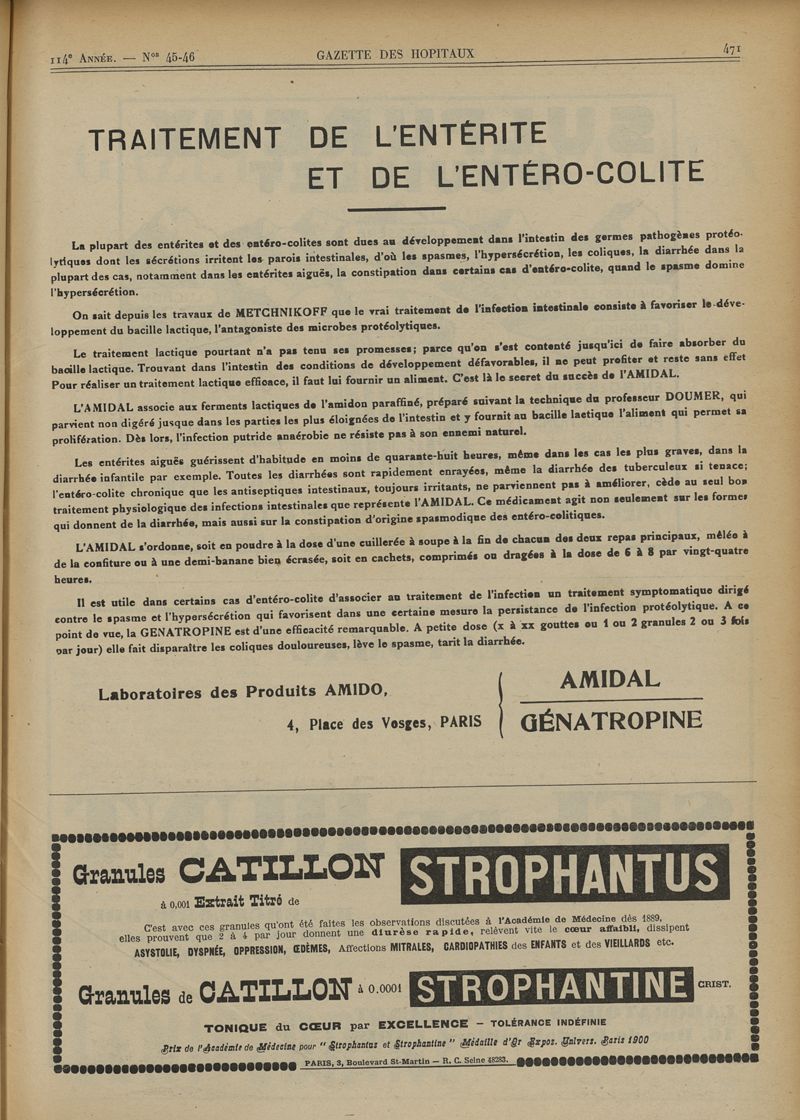 114e Année. — Nos 45-46
GAZETTE DES HOPITAUX
471
TRAITEMENT DE L'ENTÉRITE
ET DE L'ENTÉRO-COLITE
La plupart des entérites et des entéro-colites sont dues au développement dans l'intestin des germes pathogènes protéo-
lytiques dont les sécrétions irritent les parois intestinales, d'où les spasmes, l'hypersécrétion, les coliques, la diarrhée dans la
plupart des cas, notamment dans les entérites aiguës, la constipation dans certains cas d'entéro-colite, quand le spasme domine
l'hypersécrétion.
On sait depuis les travaux de METCHNIKOFF que le vrai traitement de l'infection intestinale consiste à favoriser le déve-
loppement du bacille lactique, l'antagoniste des microbes protéolytiques.
Le traitement lactique pourtant n'a pas tenu ses promesses; parce qu'on s'est contenté jusqu'ici de faire absorber du
bacille lactique. Trouvant dans l'intestin des conditions de développement défavorables, il ne peut profiter et reste sans effet
Pour réaliser un traitement lactique efficace, il faut lui fournir un aliment. C'est là le secret du succès de l'AMIDAL.
L'AMIDAL associe aux ferments lactiques de l'amidon paraffiné, préparé suivant la technique du professeur DOUMER, qui
parvient non digéré jusque dans les parties les plus éloignées de l'intestin et y fournit au bacille lactique l'aliment qui permet sa
prolifération. Dès lors, l'infection putride anaérobie ne résiste pas à son ennemi naturel.
Les entérites aiguës guérissent d'habitude en moins de quarante-huit heures, même dans les cas les plus graves, dans la
diarrhée infantile par exemple. Toutes les diarrhées sont rapidement enrayées, même la diarrhée des tuberculeux si tenace;
l'entéro-colite chronique que les antiseptiques intestinaux, toujours irritants, ne parviennent pas à améliorer, cède au seul bon
traitement physiologique des infections intestinales que représente l'AMIDAL. Ce médicament agit non seulement sur les formes
qui donnent de la diarrhée, mais aussi sur la constipation d'origine spasmodique des entéro-colitiques.
L'AMIDAL s'ordonne, soit en poudre à la dose d'une cuillerée à soupe à la fin de chacun des deux repas principaux, mêlée à
de la confiture ou à une demi-banane bien écrasée, soit en cachets, comprimés ou dragées à la dose de 6 à 8 par vingt-quatre
heures.
Il est utile dans certains cas d'entéro-colite d'associer au traitement de l'infection un traitement symptomatique dirigé
contre le spasme et l'hypersécrétion qui favorisent dans une certaine mesure la persistance de l'infection protéolytique. A ce
point de vue, la GENATROPINE est d'une efficacité remarquable. A petite dose (x à xx gouttes ou 1 ou 2 granules 2 ou 3 fois
par jour) elle fait disparaître les coliques douloureuses, lève le spasme, tarit la diarrhée.
Laboratoires des Produits AMIDO,
4, Place des Vosges, PARIS
AMIDAL
GÉNATROPINE
Granules CATILLON STROPHANTUS
à 0,001 Extrait Titré de
C'est avec ces granules qu'ont été faites les observations discutées à l'Académie de Médecine dès 1889,
elles prouvent que 2 à 4 par jour donnent une diurèse rapide, relèvent vite le cœur affaibli, dissipent
ASYSTOLIE, DYSPNÉE, OPPRESSION, ŒDÈMES, Affections MITRALES, CARDIOPATHIES des ENFANTS et des VIEILLARDS etc.
Granules de CATILLON à 0,0001 STROPHANTINE CRIST.
TONIQUE du CŒUR par EXCELLENCE – TOLÉRANCE INDÉFINIE
Prix de l'Académie de Médecine pour "Strophantus et Strophantine" Médaille d'Or Expos. Univers. Paris 1900
PARIS, 3, Boulevard St-Martin — R. C. Seine 48283.